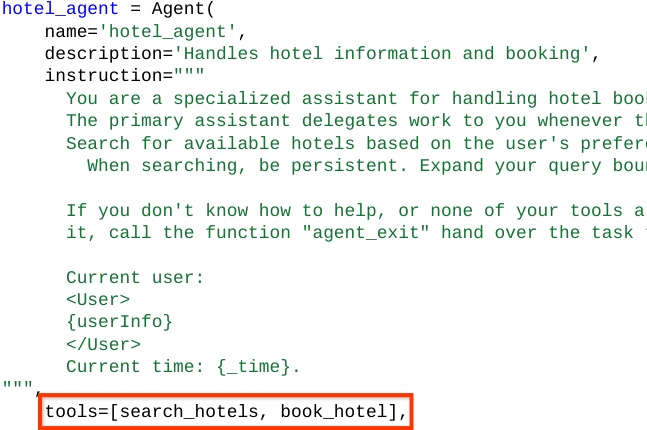 hotel_agent = Agent(
    name='hotel_agent',
    description='Handles hotel information and booking',
    instruction="""
      You are a specialized assistant for handling hotel
      The primary assistant delegates work to you whenever
      Search for available hotels based on the user's
        When searching, be persistent. Expand your query

      If you don't know how to help, or none of your tools
      it, call the function "agent_exit" hand over the task

      Current user:
      <User>
      {userInfo}
      </User>
      Current time: {_time}.
""",
    tools=[search_hotels, book_hotel],